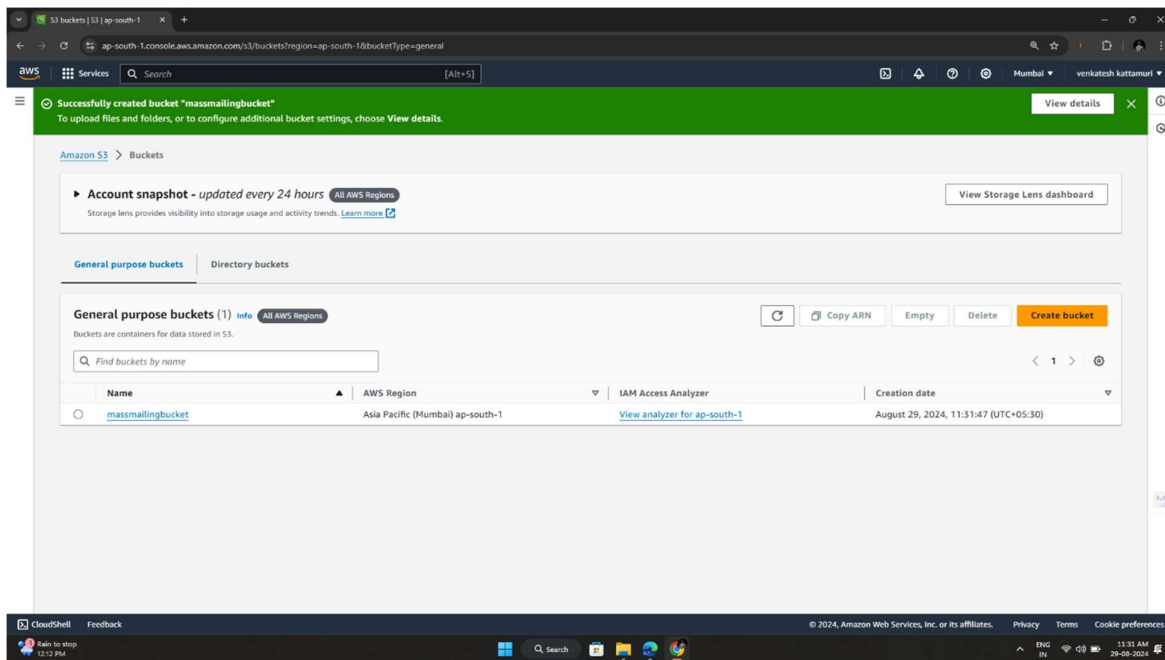 S3 buckets | S3 | ap-south-1
ap-south-1.console.aws.amazon.com/s3/buckets?region=ap-south-1&bucketType=general
aws Services Search [Alt+S] Mumbai venkatesh kattamuri
Successfully created bucket "massmailingbucket"
To upload files and folders, or to configure additional bucket settings, choose View details.
View details
Amazon S3 > Buckets
Account snapshot - updated every 24 hours All AWS Regions
Storage lens provides visibility into storage usage and activity trends. Learn more
View Storage Lens dashboard
General purpose buckets Directory buckets
General purpose buckets (1) Info All AWS Regions
Buckets are containers for data stored in S3.
Copy ARN Empty Delete Create bucket
Find buckets by name
1
Name AWS Region IAM Access Analyzer Creation date
massmailingbucket Asia Pacific (Mumbai) ap-south-1 View analyzer for ap-south-1 August 29, 2024, 11:31:47 (UTC+05:30)
CloudShell Feedback © 2024, Amazon Web Services, Inc. or its affiliates. Privacy Terms Cookie preferences
Rain to stop
12:12 PM
Search
ENG
IN
11:31 AM
29-08-2024